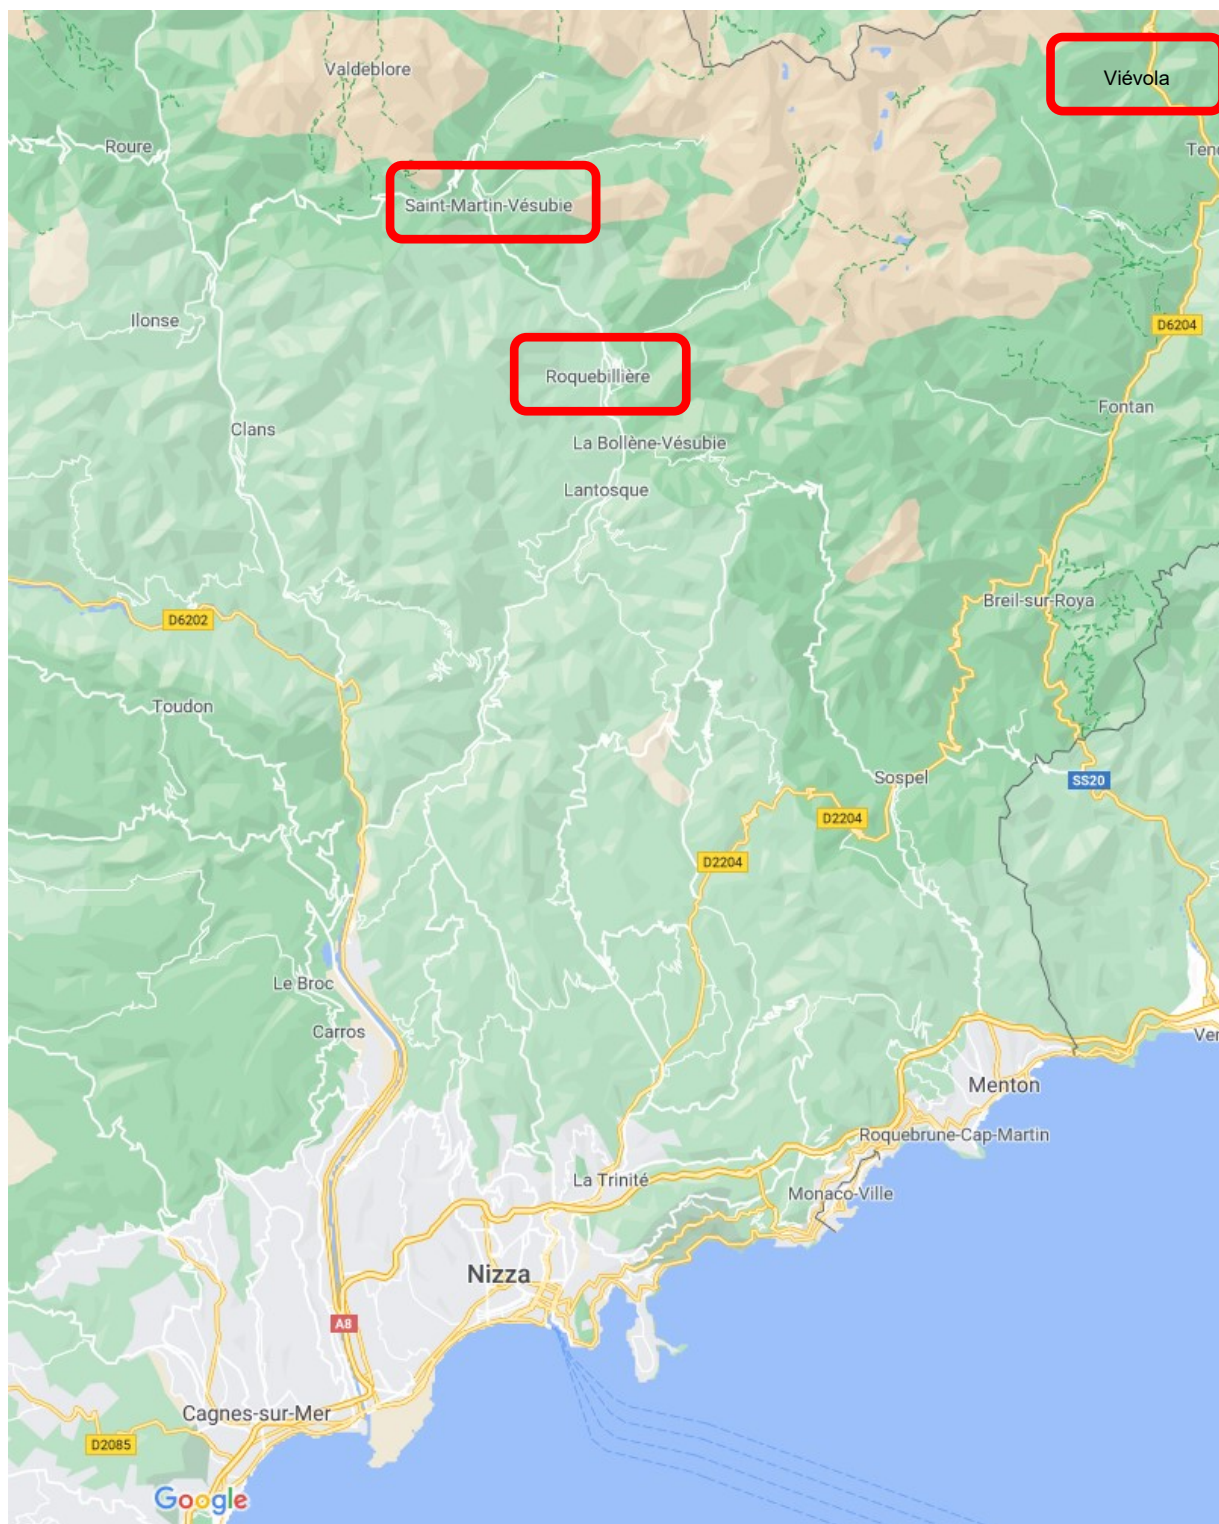 Valdeblore
Viévola
Roure
Saint-Martin-Vésubie
Ilonse
D6204
Roquebillière
Fontan
Clans
La Bollène-Vésubie
Lantosque
Breil-sur-Roya
D6202
Toudon
Sospel
SS20
D2204
D2204
Le Broc
Carros
Menton
Roquebrune-Cap-Martin
La Trinité
Monaco-Ville
Nizza
A8
Cagnes-sur-Mer
D2085
Google